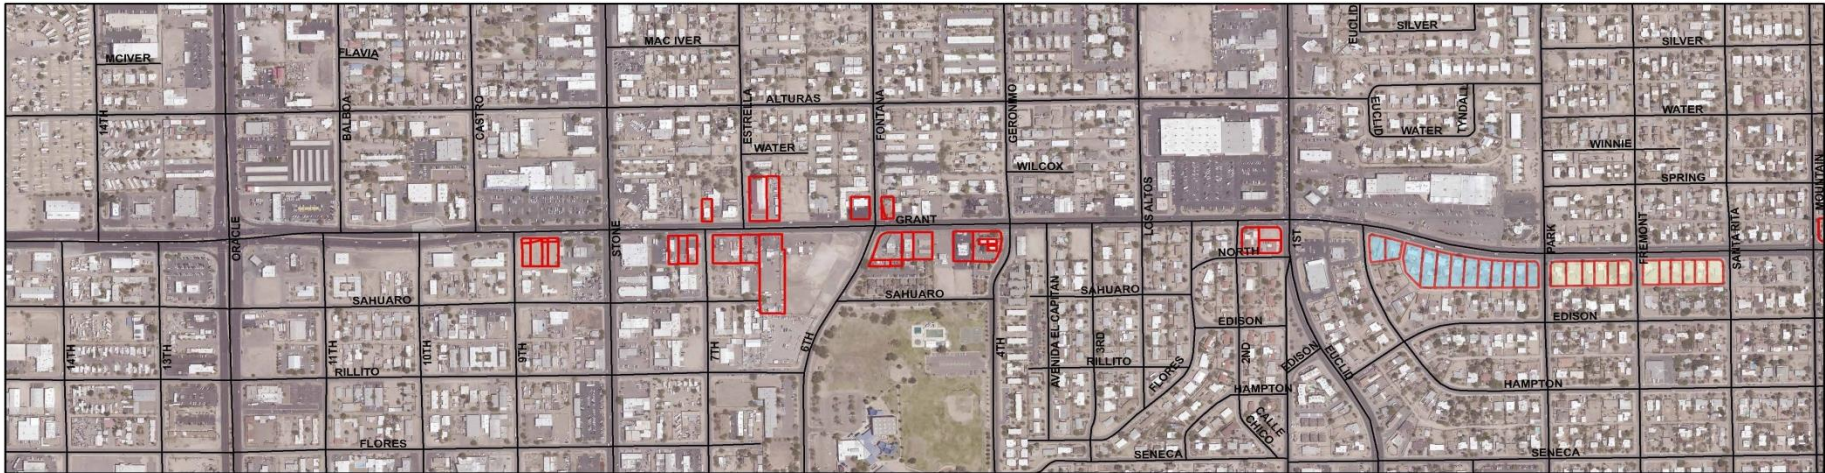 EUCLID
SILVER
MAC IVER
SILVER
FLAVIA
MCIVER
14TH
BALBOA
CASTRO
ESTRELLA
ALTURAS
FONTANA
GERONIMO
EUCLID
TYNDALL
WATER
WATER
WATER
WINNIE
WILCOX
SPRING
LOS ALTOS
MOUNTAIN
GRANT
ORACLE
STONE
NORTH
1ST
PARK
FREMONT
SANTA RITA
SAHUARO
SAHUARO
SAHUARO
AVENIDA EL CAPITAN
EDISON
EDISON
14TH
13TH
11TH
10TH
9TH
7TH
6TH
4TH
3RD
2ND
RILLITO
RILLITO
FLORES
EDISON
EUCLID
HAMPTON
HAMPTON
CALLE CHICO
FLORES
SENECA
SENECA